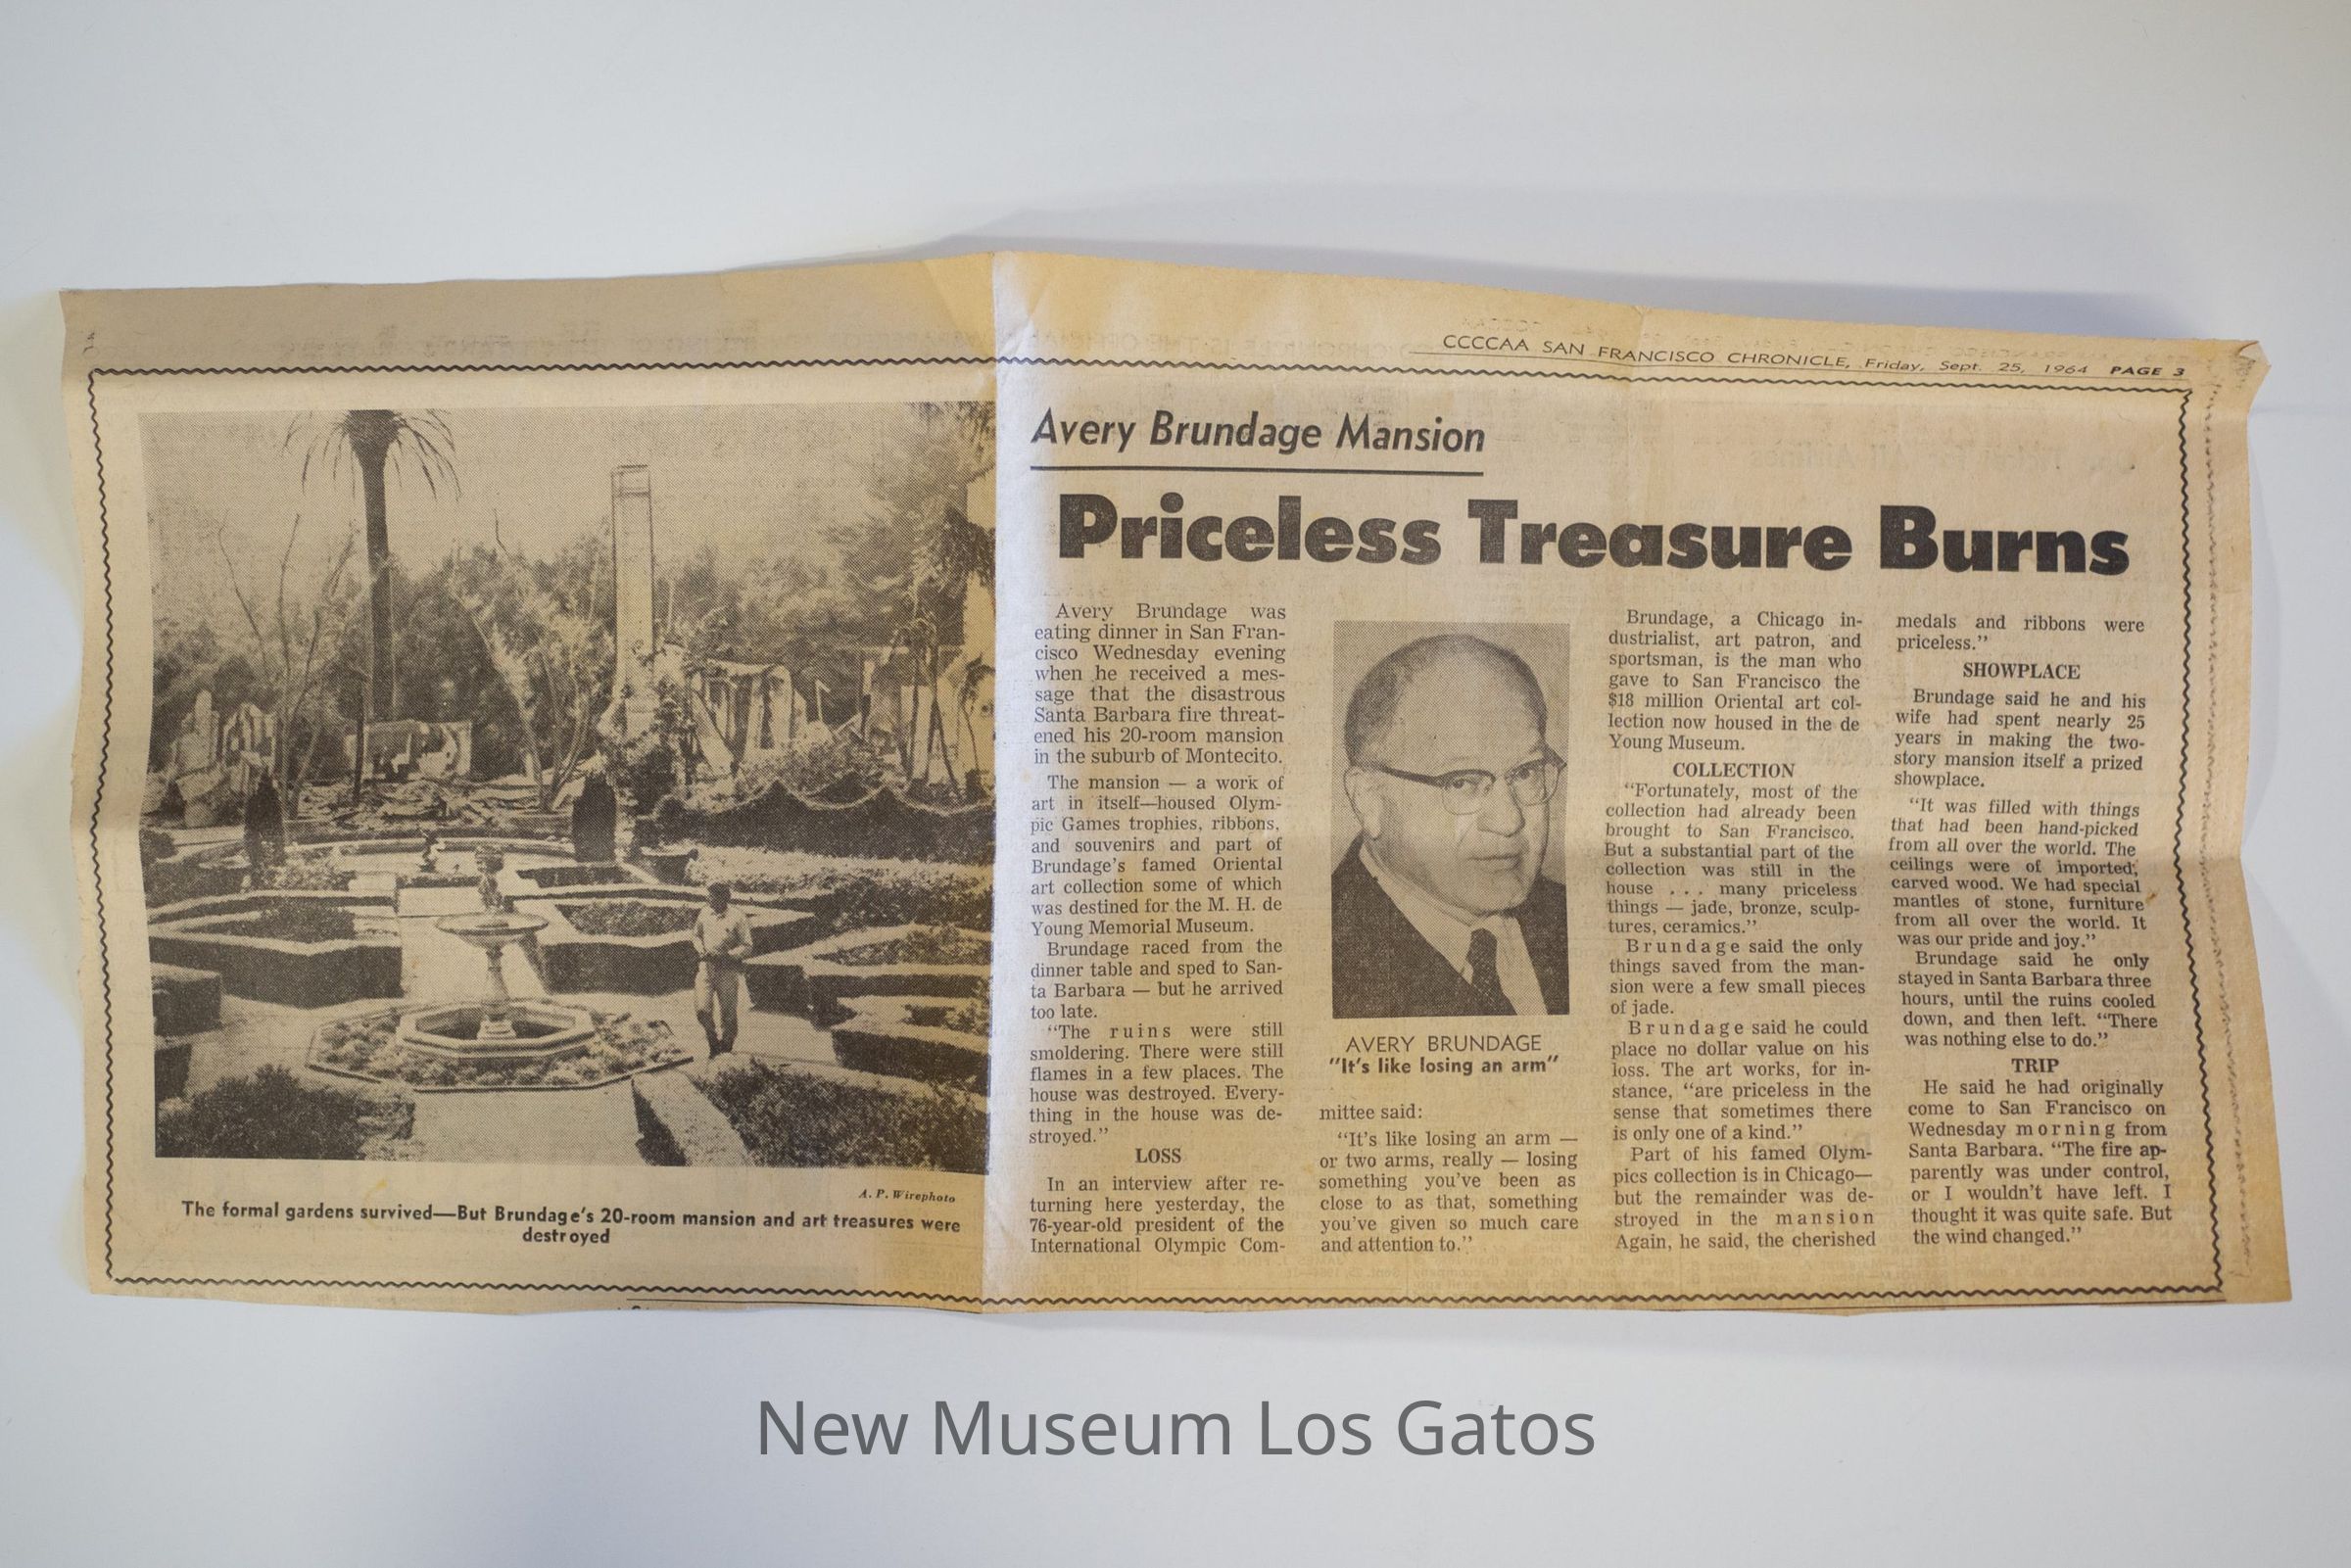 CCCCAA SAN FRANCISCO CHRONICLE, Friday, Sept. 25, 1964 PAGE 3
A. P. Wirephoto
The formal gardens survived—But Brundage's 20-room mansion and art treasures were
destroyed
Avery Brundage Mansion
Priceless Treasure Burns
Avery Brundage was
eating dinner in San Fran-
cisco Wednesday evening
when he received a mes-
sage that the disastrous
Santa Barbara fire threat-
ened his 20-room mansion
in the suburb of Montecito.
The mansion — a work of
art in itself—housed Olym-
pic Games trophies, ribbons,
and souvenirs and part of
Brundage's famed Oriental
art collection some of which
was destined for the M. H. de
Young Memorial Museum.
Brundage raced from the
dinner table and sped to San-
ta Barbara — but he arrived
too late.
"The ruins were still
smoldering. There were still
flames in a few places. The
house was destroyed. Every-
thing in the house was de-
stroyed."
LOSS
In an interview after re-
turning here yesterday, the
76-year-old president of the
International Olympic Com-
AVERY BRUNDAGE
"It's like losing an arm"
mittee said:
"It's like losing an arm —
or two arms, really — losing
something you've been as
close to as that, something
you've given so much care
and attention to."
Brundage, a Chicago in-
dustrialist, art patron, and
sportsman, is the man who
gave to San Francisco the
$18 million Oriental art col-
lection now housed in the de
Young Museum.
COLLECTION
"Fortunately, most of the
collection had already been
brought to San Francisco.
But a substantial part of the
collection was still in the
house . . . many priceless
things — jade, bronze, sculp-
tures, ceramics."
Brundage said the only
things saved from the man-
sion were a few small pieces
of jade.
Brundage said he could
place no dollar value on his
loss. The art works, for in-
stance, "are priceless in the
sense that sometimes there
is only one of a kind."
Part of his famed Olym-
pics collection is in Chicago—
but the remainder was de-
stroyed in the mansion
Again, he said, the cherished
medals and ribbons were
priceless."
SHOWPLACE
Brundage said he and his
wife had spent nearly 25
years in making the two-
story mansion itself a prized
showplace.
"It was filled with things
that had been hand-picked
from all over the world. The
ceilings were of imported,
carved wood. We had special
mantles of stone, furniture
from all over the world. It
was our pride and joy."
Brundage said he only
stayed in Santa Barbara three
hours, until the ruins cooled
down, and then left. "There
was nothing else to do."
TRIP
He said he had originally
come to San Francisco on
Wednesday morning from
Santa Barbara. "The fire ap-
parently was under control,
or I wouldn't have left. I
thought it was quite safe. But
the wind changed."
New Museum Los Gatos